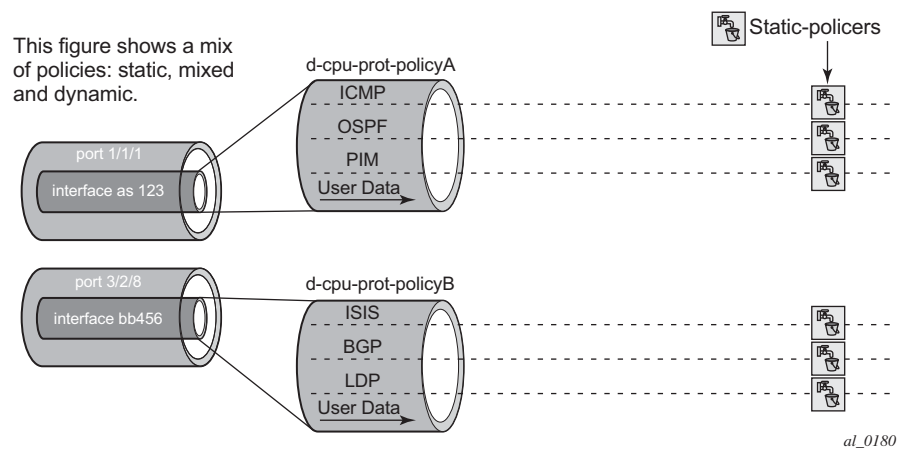 Static-policers
This figure shows a mix
of policies: static, mixed
and dynamic.
d-cpu-prot-policyA
ICMP
OSPF
PIM
User Data
port 1/1/1
interface as 123
port 3/2/8
interface bb456
d-cpu-prot-policyB
ISIS
BGP
LDP
User Data
al_0180